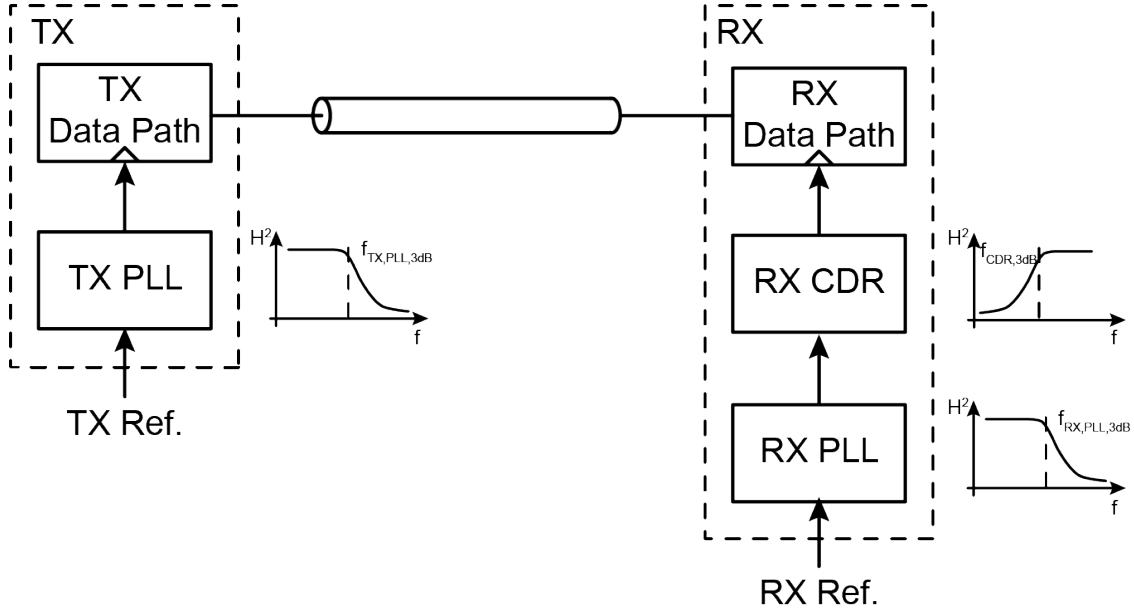 TX
TX
Data Path
TX PLL
TX Ref.
H²
f_TX,PLL,3dB
f
RX
RX
Data Path
RX CDR
RX PLL
RX Ref.
H²
f_CDR,3dB
f
H²
f_RX,PLL,3dB
f